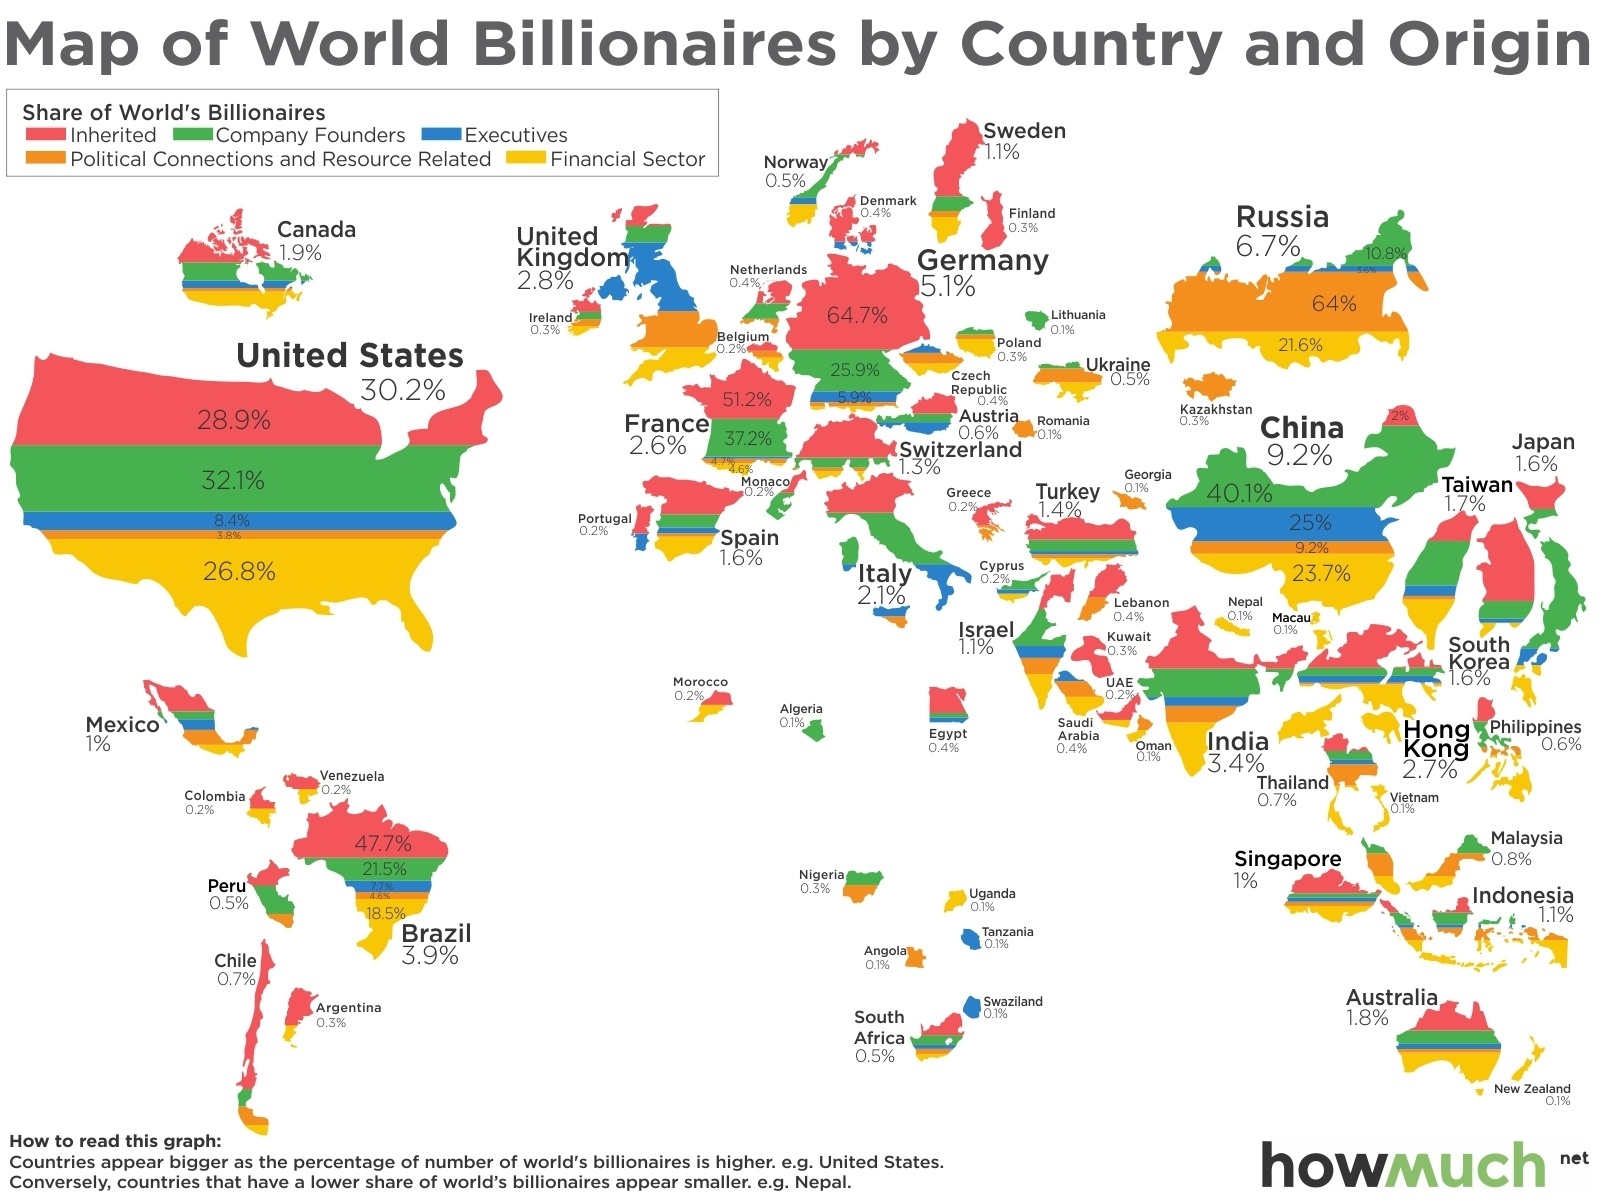 Map of World Billionaires by Country and Origin
Share of World's Billionaires
Inherited Company Founders Executives
Political Connections and Resource Related Financial Sector
Canada
1.9%
United States
30.2%
28.9%
32.1%
8.4%
3.8%
26.8%
Mexico
1%
Venezuela
0.2%
Colombia
0.2%
Peru
0.5%
47.7%
21.5%
7.7%
4.6%
18.5%
Brazil
3.9%
Chile
0.7%
Argentina
0.3%
Norway
0.5%
Sweden
1.1%
Denmark
0.4%
Finland
0.3%
United
Kingdom
2.8%
Ireland
0.3%
Netherlands
0.4%
Belgium
0.2%
Germany
5.1%
64.7%
25.9%
5.9%
Lithuania
0.1%
Poland
0.3%
Ukraine
0.5%
Czech
Republic
0.4%
Austria
0.6%
Romania
0.1%
France
2.6%
51.2%
37.2%
4.7%
4.6%
Switzerland
1.3%
Monaco
0.2%
Portugal
0.2%
Spain
1.6%
Italy
2.1%
Greece
0.2%
Turkey
1.4%
Georgia
0.1%
Cyprus
0.2%
Israel
1.1%
Lebanon
0.4%
Kuwait
0.3%
UAE
0.2%
Saudi
Arabia
0.4%
Oman
0.1%
Russia
6.7%
10.8%
3.6%
64%
21.6%
Kazakhstan
0.3%
China
9.2%
2%
40.1%
25%
9.2%
23.7%
Japan
1.6%
Taiwan
1.7%
South
Korea
1.6%
Nepal
0.1%
Macau
0.1%
India
3.4%
Hong
Kong
2.7%
Philippines
0.6%
Thailand
0.7%
Vietnam
0.1%
Malaysia
0.8%
Singapore
1%
Indonesia
1.1%
Australia
1.8%
New Zealand
0.1%
Morocco
0.2%
Algeria
0.1%
Egypt
0.4%
Nigeria
0.3%
Uganda
0.1%
Tanzania
0.1%
Angola
0.1%
Swaziland
0.1%
South
Africa
0.5%
How to read this graph:
Countries appear bigger as the percentage of number of world's billionaires is higher. e.g. United States.
Conversely, countries that have a lower share of world's billionaires appear smaller. e.g. Nepal.
howmuch net